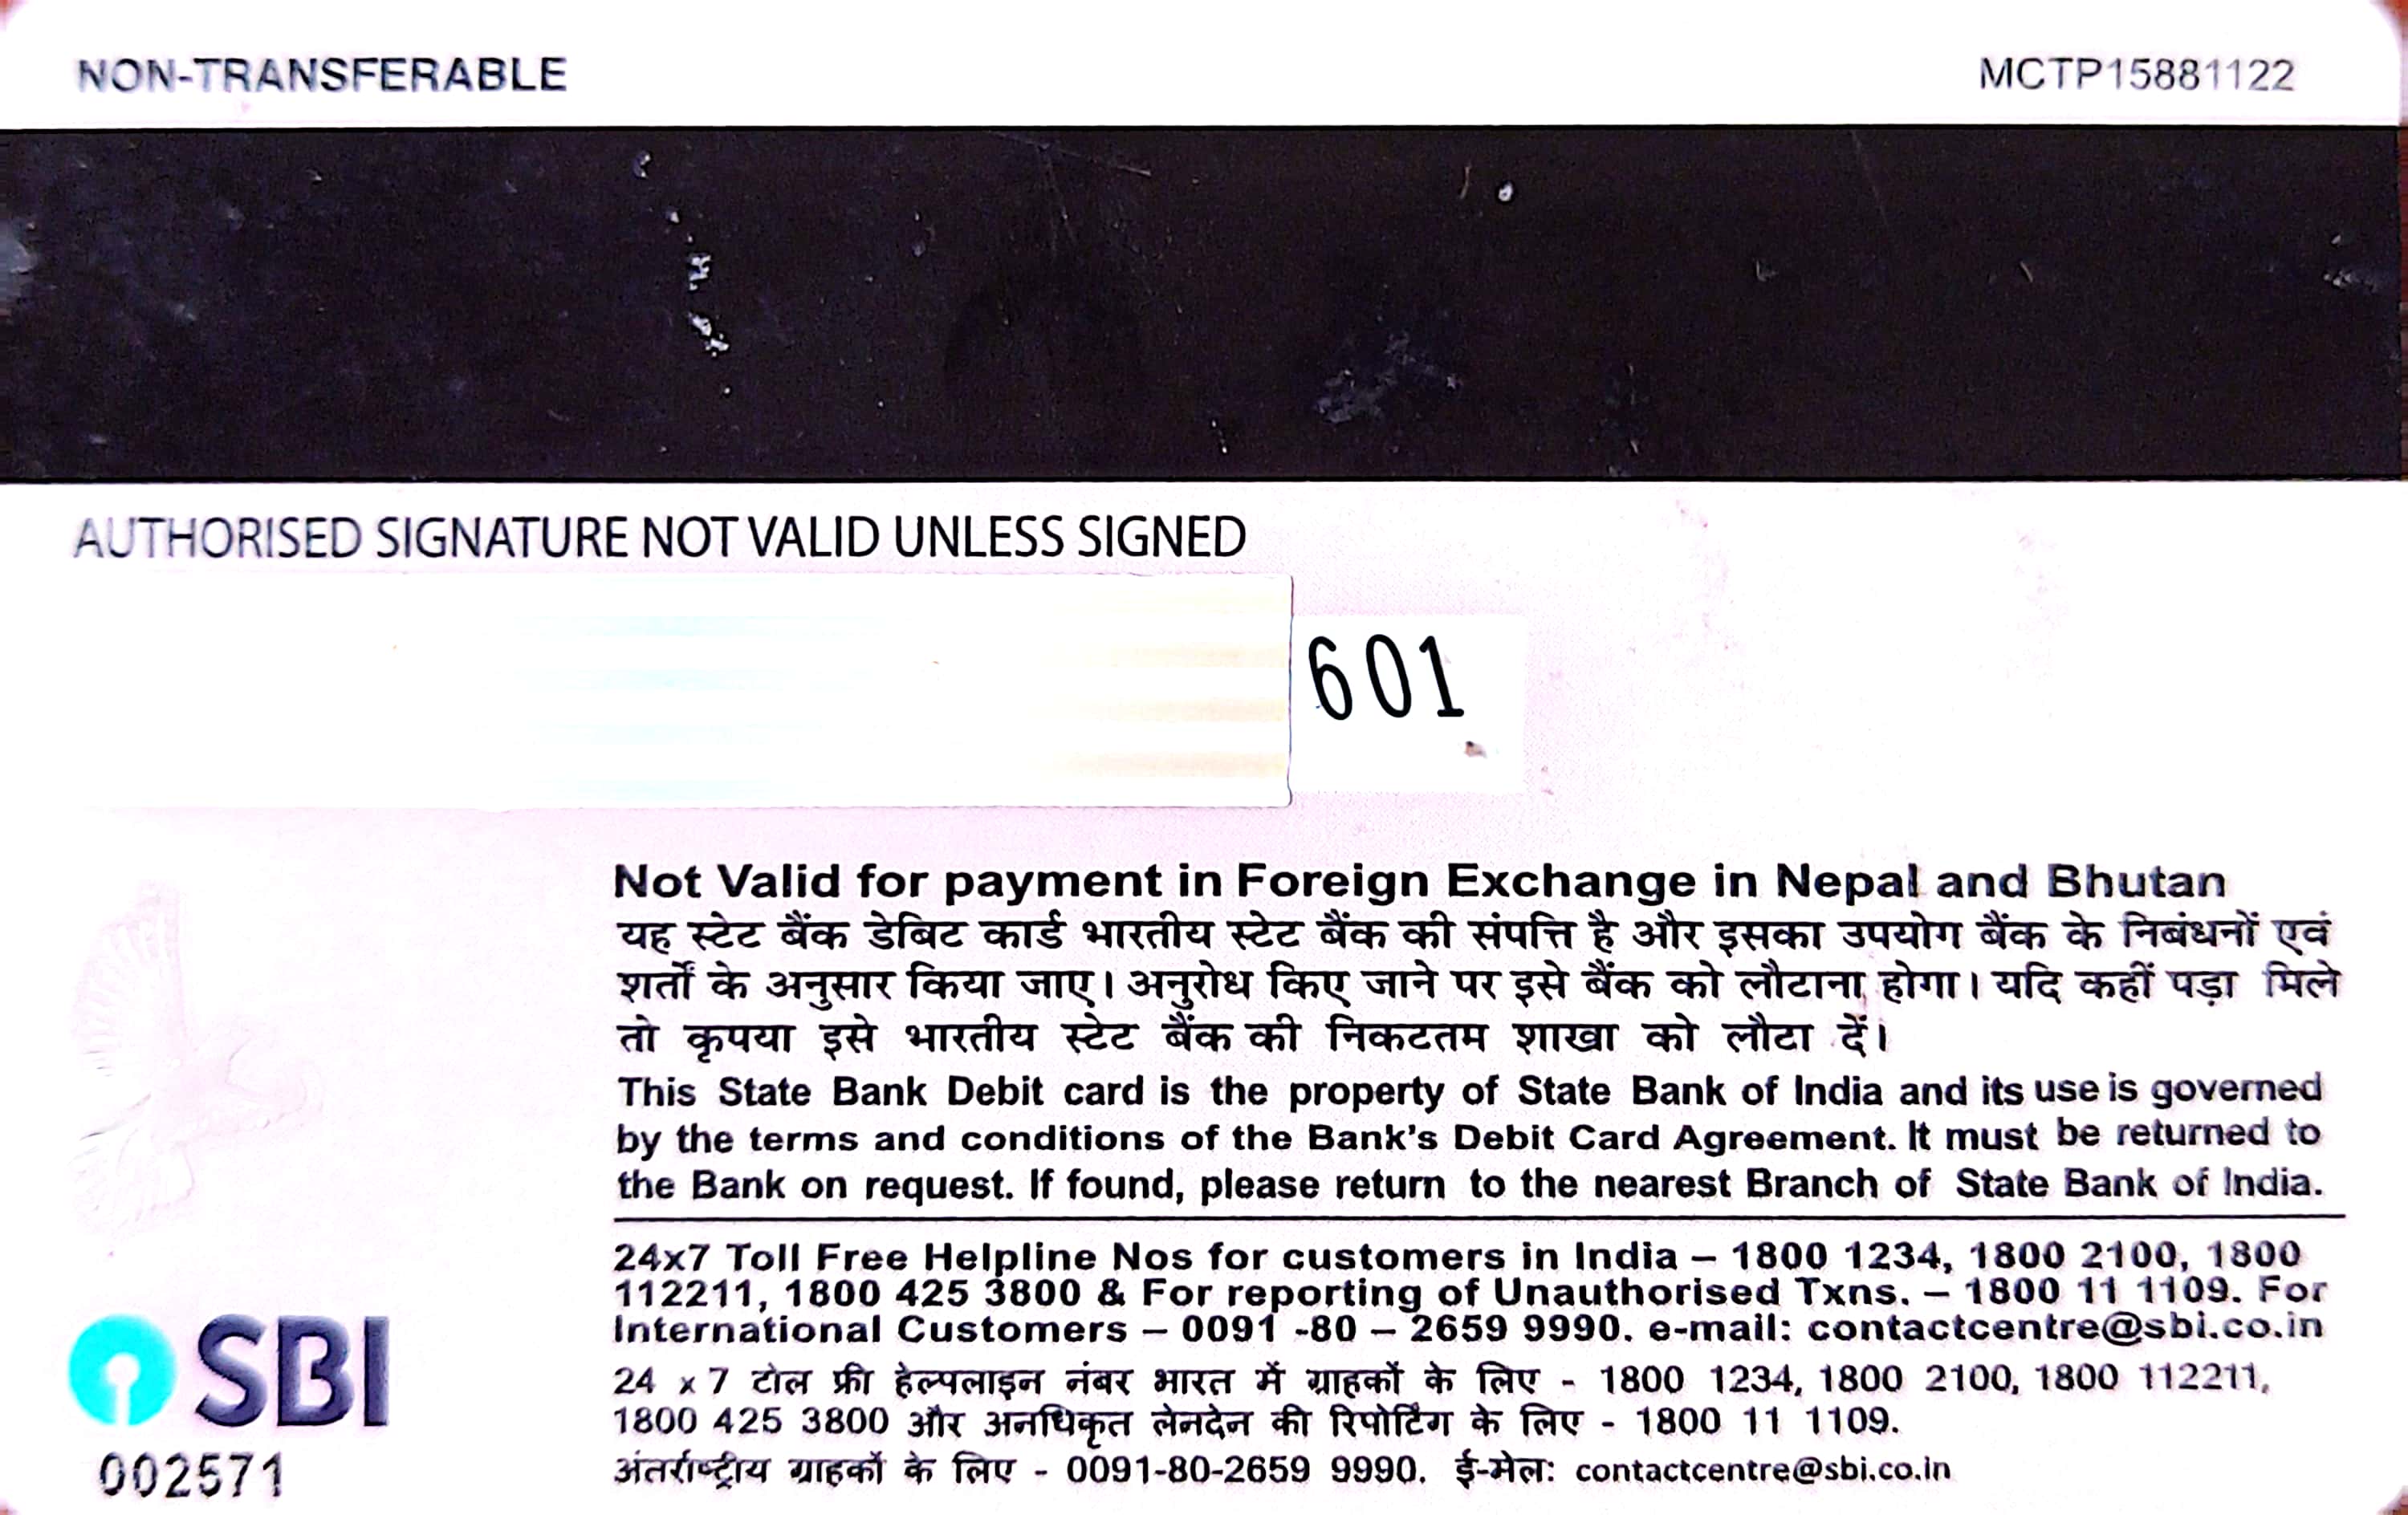 NON-TRANSFERABLE
MCTP15881122
AUTHORISED SIGNATURE NOT VALID UNLESS SIGNED
601
Not Valid for payment in Foreign Exchange in Nepal and Bhutan
यह स्टेट बैंक डेबिट कार्ड भारतीय स्टेट बैंक की संपत्ति है और इसका उपयोग बैंक के निबंधनों एवं
शर्तों के अनुसार किया जाए। अनुरोध किए जाने पर इसे बैंक को लौटाना होगा। यदि कहीं पड़ा मिले
तो कृपया इसे भारतीय स्टेट बैंक की निकटतम शाखा को लौटा दें।
This State Bank Debit card is the property of State Bank of India and its use is governed
by the terms and conditions of the Bank's Debit Card Agreement. It must be returned to
the Bank on request. If found, please return to the nearest Branch of State Bank of India.
24x7 Toll Free Helpline Nos for customers in India – 1800 1234, 1800 2100, 1800
112211, 1800 425 3800 & For reporting of Unauthorised Txns. – 1800 11 1109. For
International Customers – 0091 -80 – 2659 9990. e-mail: contactcentre@sbi.co.in
24 x 7 टोल फ्री हेल्पलाइन नंबर भारत में ग्राहकों के लिए - 1800 1234, 1800 2100, 1800 112211,
1800 425 3800 और अनधिकृत लेनदेन की रिपोर्टिंग के लिए - 1800 11 1109.
अंतर्राष्ट्रीय ग्राहकों के लिए - 0091-80-2659 9990. ई-मेल: contactcentre@sbi.co.in
SBI
002571